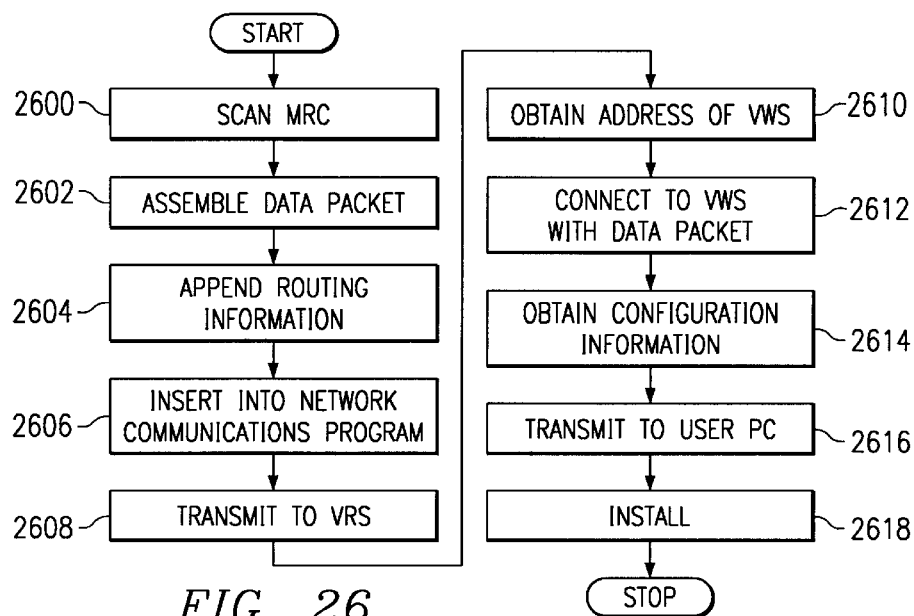 START
2600
SCAN MRC
2602
ASSEMBLE DATA PACKET
2604
APPEND ROUTING
INFORMATION
2606
INSERT INTO NETWORK
COMMUNICATIONS PROGRAM
2608
TRANSMIT TO VRS
OBTAIN ADDRESS OF VWS
2610
CONNECT TO VWS
WITH DATA PACKET
2612
OBTAIN CONFIGURATION
INFORMATION
2614
TRANSMIT TO USER PC
2616
INSTALL
2618
STOP
FIG. 26